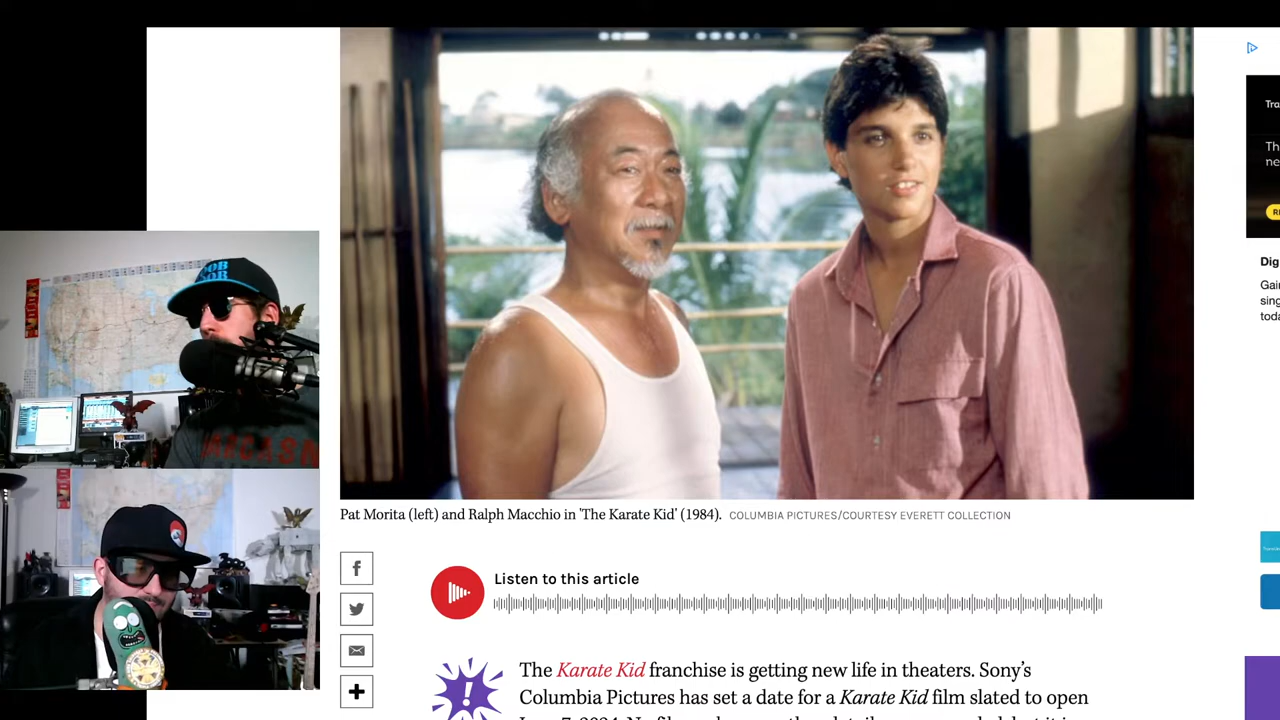 Pat Morita (left) and Ralph Macchio in 'The Karate Kid' (1984). COLUMBIA PICTURES/COURTESY EVERETT COLLECTION
Listen to this article
The Karate Kid franchise is getting new life in theaters. Sony's
Columbia Pictures has set a date for a Karate Kid film slated to open